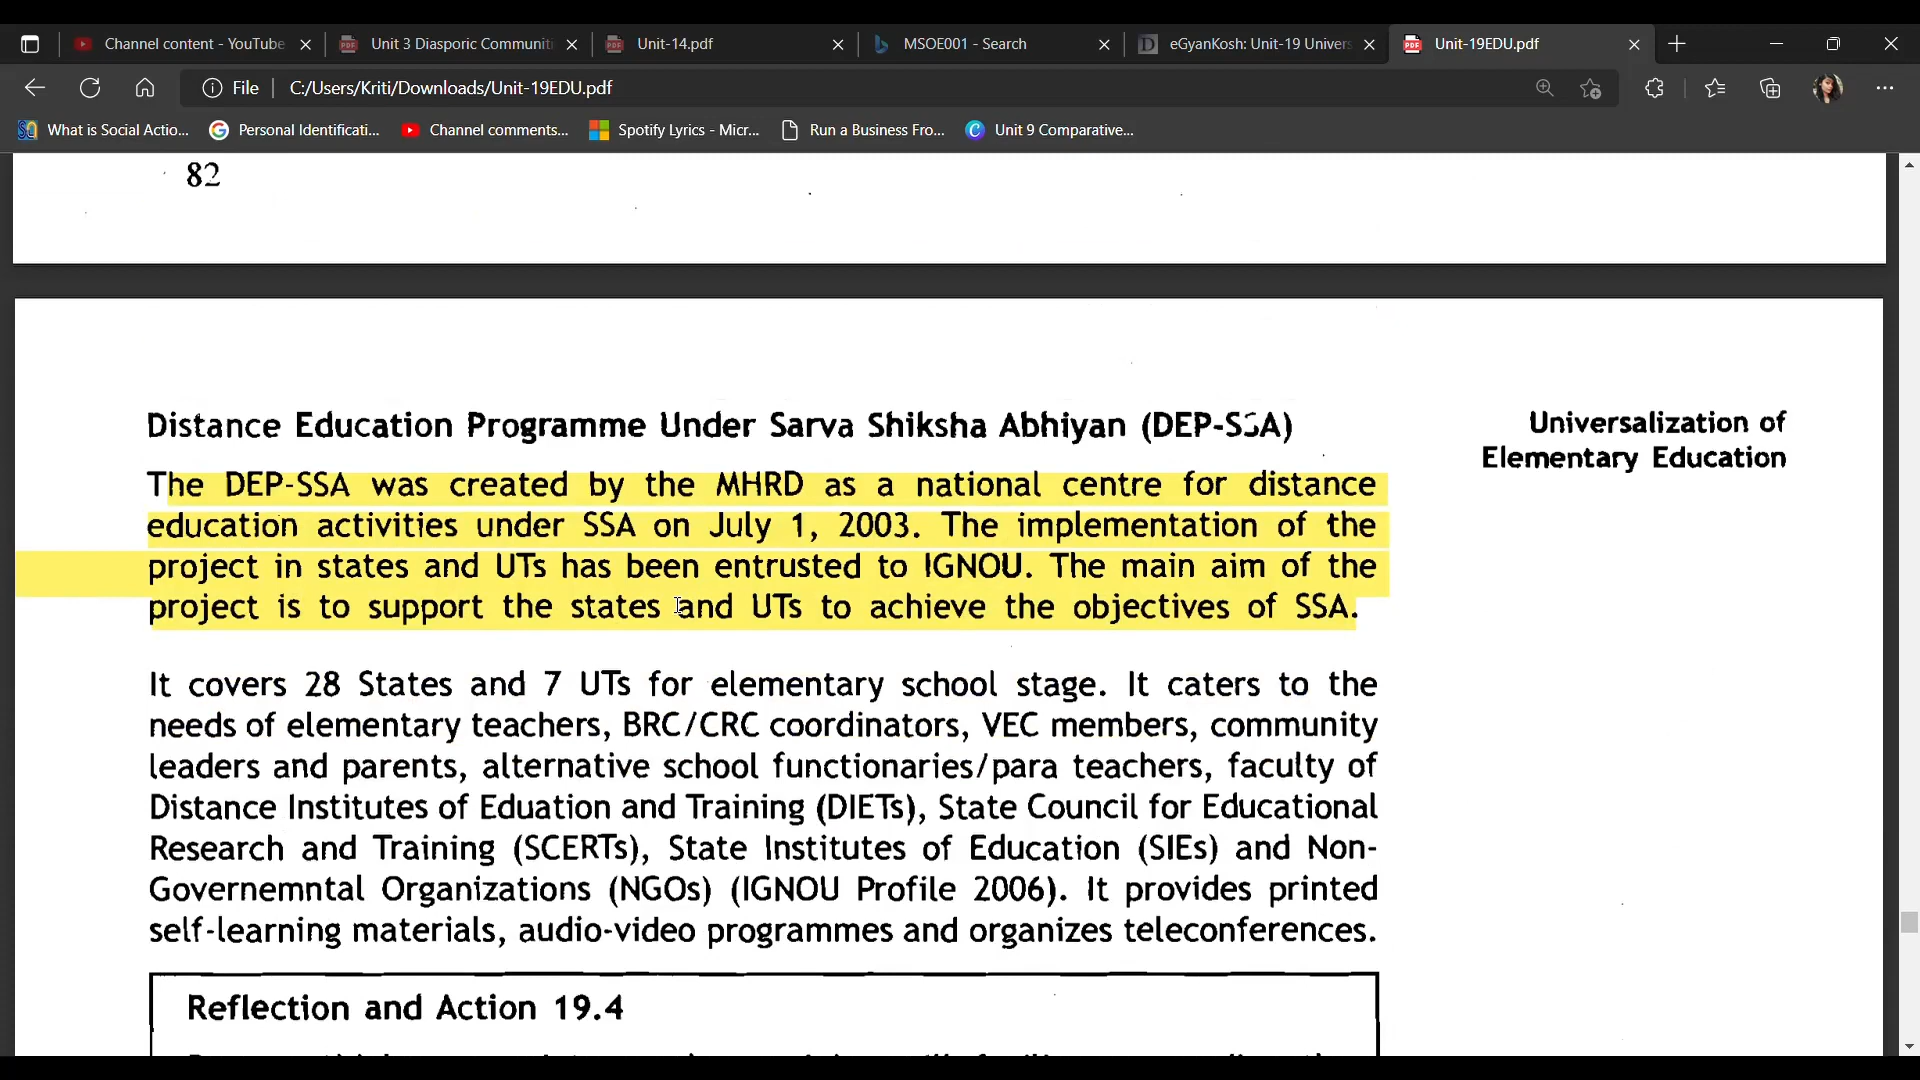 Channel content - YouTube
Unit 3 Diasporic Communiti
Unit-14.pdf
MSOE001 - Search
eGyanKosh: Unit-19 Univers
Unit-19EDU.pdf
File
C:/Users/Kriti/Downloads/Unit-19EDU.pdf
What is Social Actio...
Personal Identificati...
Channel comments...
Spotify Lyrics - Micr...
Run a Business Fro...
Unit 9 Comparative...
82
Distance Education Programme Under Sarva Shiksha Abhiyan (DEP-SSA)
Universalization of
Elementary Education
The DEP-SSA was created by the MHRD as a national centre for distance
education activities under SSA on July 1, 2003. The implementation of the
project in states and UTs has been entrusted to IGNOU. The main aim of the
project is to support the states and UTs to achieve the objectives of SSA.
It covers 28 States and 7 UTs for elementary school stage. It caters to the
needs of elementary teachers, BRC/CRC coordinators, VEC members, community
leaders and parents, alternative school functionaries/para teachers, faculty of
Distance Institutes of Eduation and Training (DIETs), State Council for Educational
Research and Training (SCERTs), State Institutes of Education (SIEs) and Non-
Governemntal Organizations (NGOs) (IGNOU Profile 2006). It provides printed
self-learning materials, audio-video programmes and organizes teleconferences.
Reflection and Action 19.4